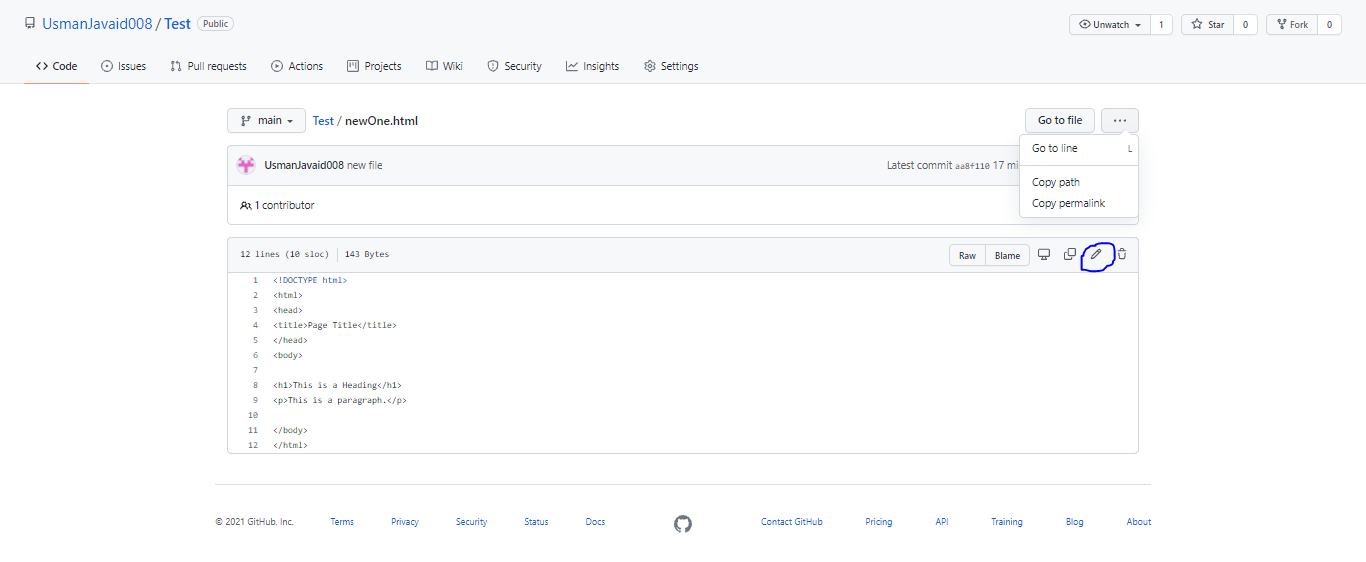 UsmanJavaid008 / Test Public
Unwatch 1 Star 0 Fork 0
Code Issues Pull requests Actions Projects Wiki Security Insights Settings
main Test / newOne.html Go to file ...
Go to line L
Copy path
Copy permalink
UsmanJavaid008 new file Latest commit aa8f110 17 mi
1 contributor
12 lines (10 sloc) 143 Bytes Raw Blame
1 <!DOCTYPE html>
2 <html>
3 <head>
4 <title>Page Title</title>
5 </head>
6 <body>
7
8 <h1>This is a Heading</h1>
9 <p>This is a paragraph.</p>
10
11 </body>
12 </html>
© 2021 GitHub, Inc. Terms Privacy Security Status Docs Contact GitHub Pricing API Training Blog About